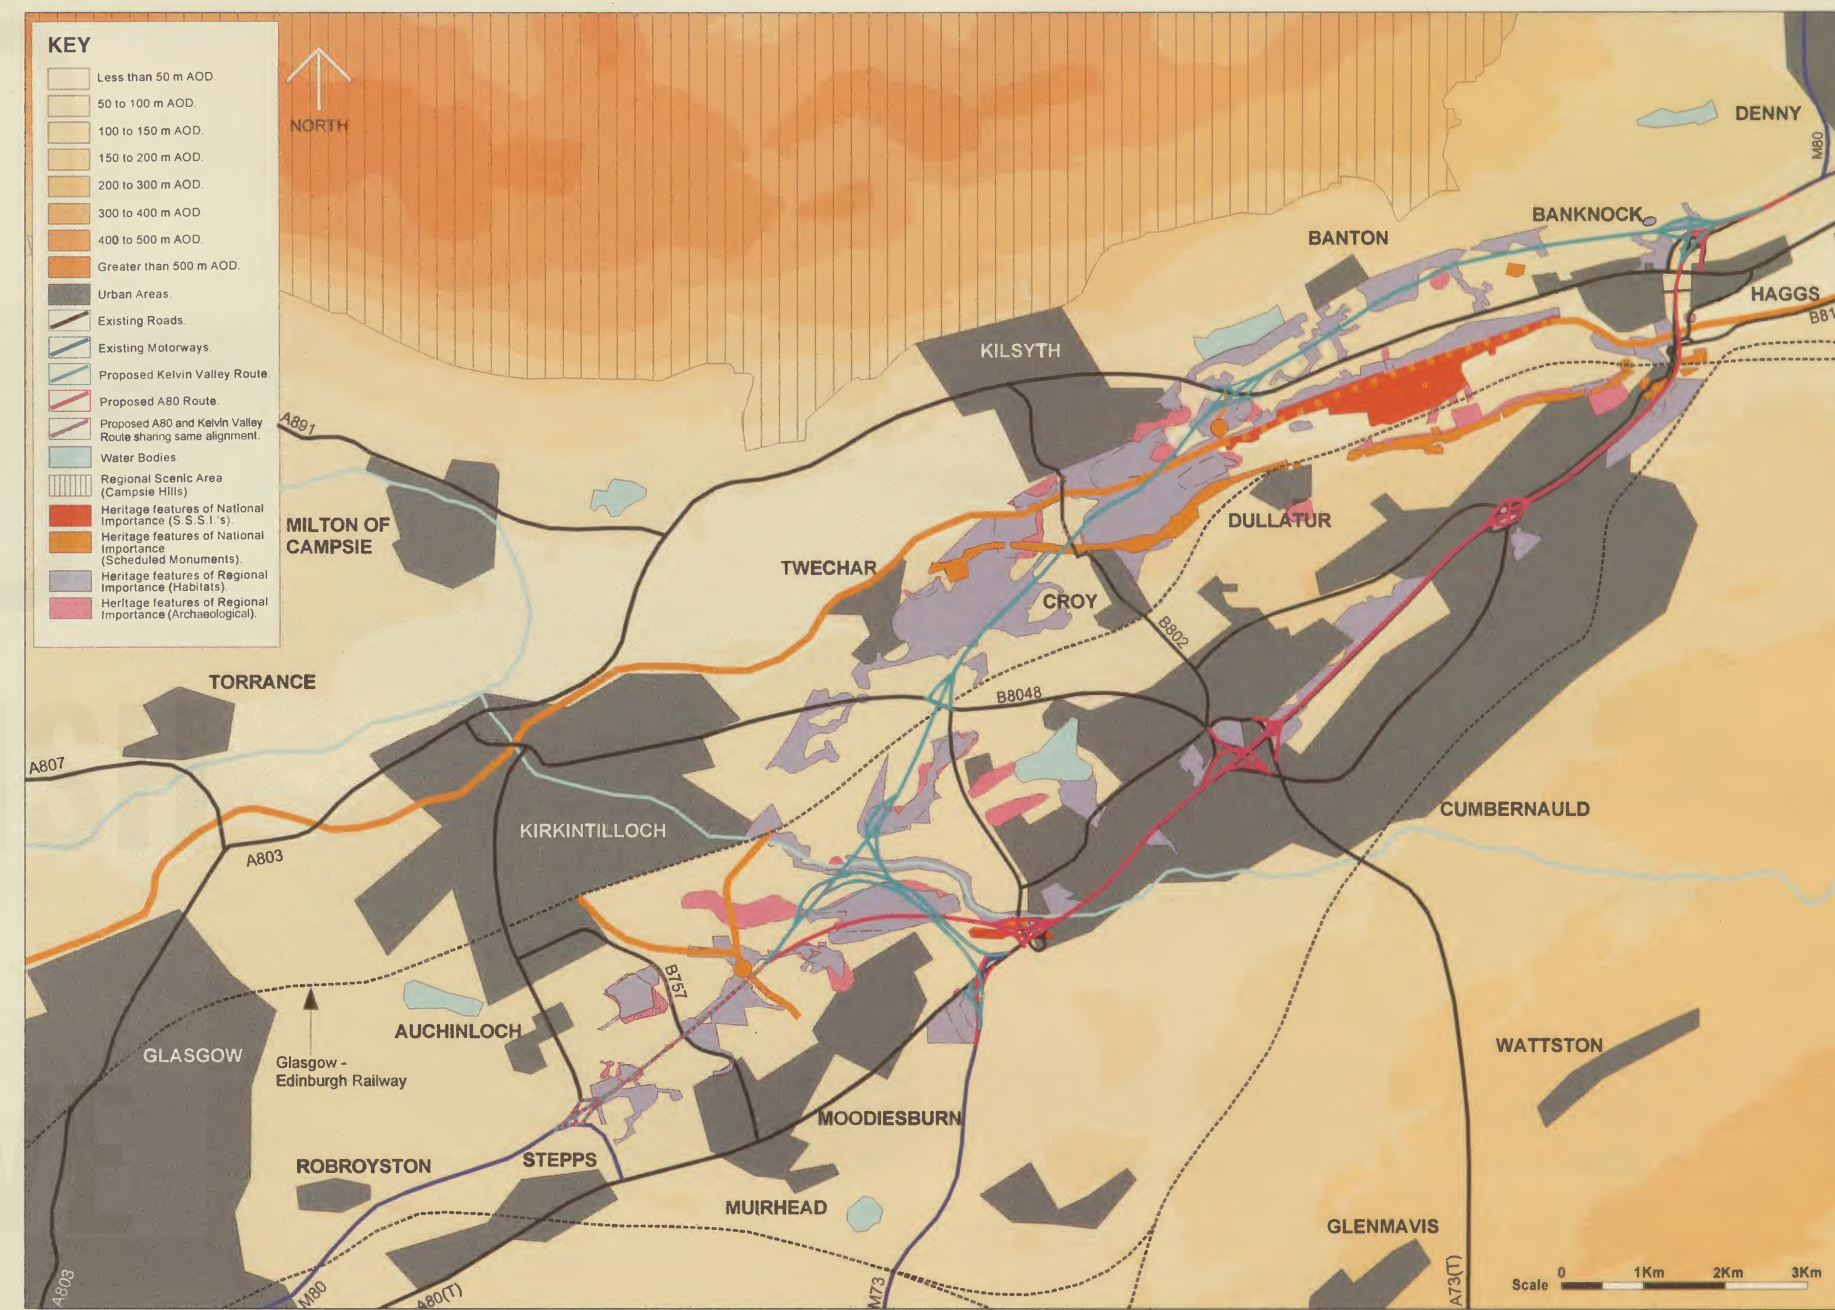 KEY
Less than 50 m AOD.
50 to 100 m AOD.
100 to 150 m AOD.
150 to 200 m AOD.
200 to 300 m AOD.
300 to 400 m AOD.
400 to 500 m AOD.
Greater than 500 m AOD.
Urban Areas.
Existing Roads.
Existing Motorways.
Proposed Kelvin Valley Route.
Proposed A80 Route.
Proposed A80 and Kelvin Valley
Route sharing same alignment.
Water Bodies.
Regional Scenic Area
(Campsie Hills)
Heritage features of National
Importance (S.S.S.I.'s).
Heritage features of National
Importance
(Scheduled Monuments).
Heritage features of Regional
Importance (Habitats).
Heritage features of Regional
Importance (Archaeological).
NORTH
DENNY
M80
BANKNOCK
BANTON
HAGGS
B81
KILSYTH
A891
MILTON OF
CAMPSIE
DULLATUR
TWECHAR
CROY
B802
TORRANCE
B8048
A807
CUMBERNAULD
KIRKINTILLOCH
A803
B757
AUCHINLOCH
GLASGOW
Glasgow -
Edinburgh Railway
WATTSTON
MOODIESBURN
ROBROYSTON
STEPPS
MUIRHEAD
GLENMAVIS
A803
M80
A80(T)
M73
A73(T)
Scale 0 1Km 2Km 3Km